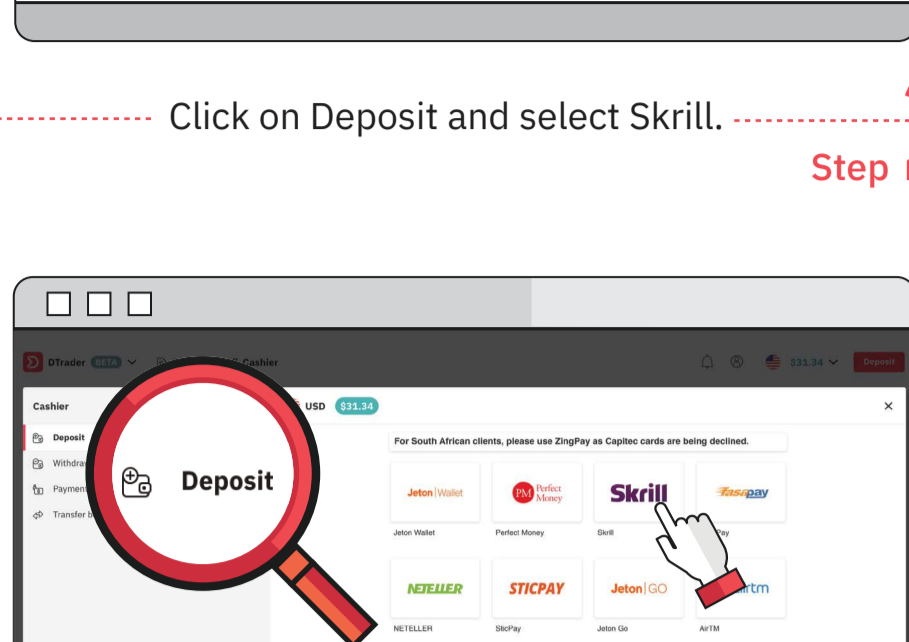 Click on Deposit and select Skrill.
Step
DTrader BETA
Cashier
$31.34
Deposit
Cashier
USD $31.34
Deposit
Deposit
For South African clients, please use ZingPay as Capitec cards are being declined.
Jeton Wallet
PM Perfect Money
Skrill
Fasapay
Jeton Wallet
Perfect Money
Skrill
Pay
NETELLER
STICPAY
Jeton GO
NETELLER
SticPay
Jeton Go
AirTM